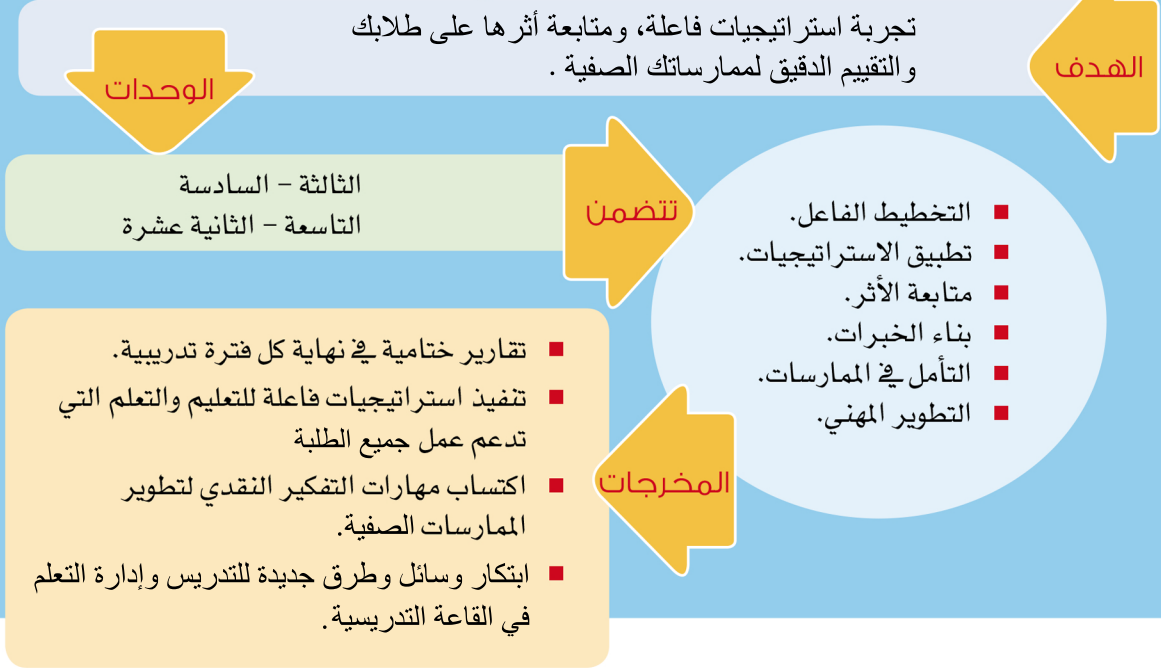 الهدف
تجربة استراتيجيات فاعلة، ومتابعة أثرها على طلابك
والتقييم الدقيق لممارساتك الصفية .
الوحدات
الثالثة – السادسة
التاسعة – الثانية عشرة
تتضمن
■ التخطيط الفاعل.
■ تطبيق الاستراتيجيات.
■ متابعة الأثر.
■ بناء الخبرات.
■ التأمل في الممارسات.
■ التطوير المهني.
المخرجات
■ تقارير ختامية في نهاية كل فترة تدريبية.
■ تنفيذ استراتيجيات فاعلة للتعليم والتعلم التي
تدعم عمل جميع الطلبة
■ اكتساب مهارات التفكير النقدي لتطوير
الممارسات الصفية.
■ ابتكار وسائل وطرق جديدة للتدريس وإدارة التعلم
في القاعة التدريسية.